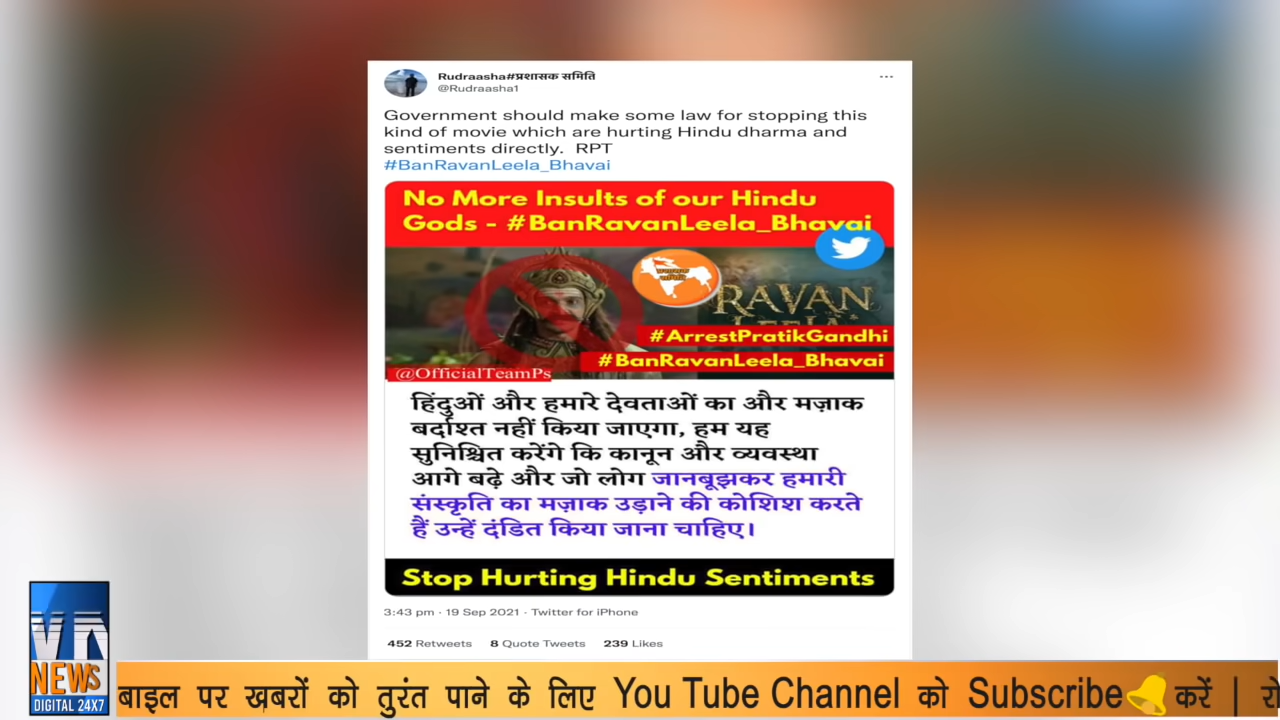 Rudraasha#प्रशासक समिति
@Rudraasha1
Government should make some law for stopping this
kind of movie which are hurting Hindu dharma and
sentiments directly. RPT
#BanRavanLeela_Bhavai
No More Insults of our Hindu
Gods - #BanRavanLeela_Bhavai
प्रशासक
समिति
RAVAN
LEELA
#ArrestPratikGandhi
#BanRavanLeela_Bhavai
@OfficialTeamPs
हिंदुओं और हमारे देवताओं का और मज़ाक
बर्दाश्त नहीं किया जाएगा, हम यह
सुनिश्चित करेंगे कि कानून और व्यवस्था
आगे बढ़े और जो लोग जानबूझकर हमारी
संस्कृति का मज़ाक उड़ाने की कोशिश करते
हैं उन्हें दंडित किया जाना चाहिए।
Stop Hurting Hindu Sentiments
3:43 pm · 19 Sep 2021 · Twitter for iPhone
452 Retweets 8 Quote Tweets 239 Likes
NEWS
DIGITAL 24X7
बाइल पर खबरों को तुरंत पाने के लिए You Tube Channel को Subscribe करें |